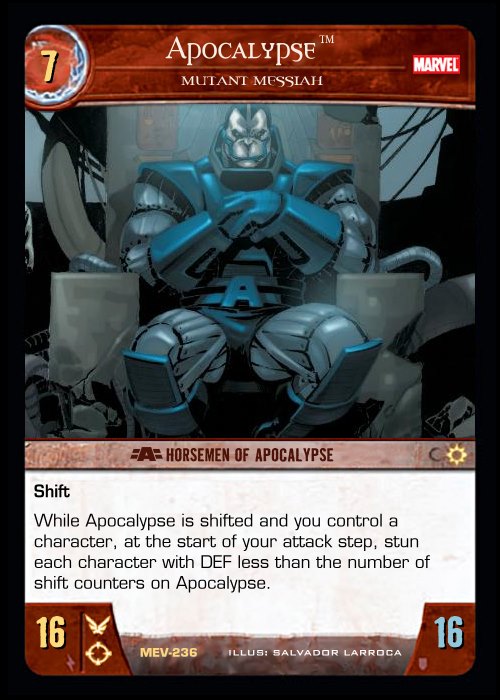 7
APOCALYPSE™
MUTANT MESSIAH
MARVEL
A
A HORSEMEN OF APOCALYPSE
C
Shift
While Apocalypse is shifted and you control a
character, at the start of your attack step, stun
each character with DEF less than the number of
shift counters on Apocalypse.
16
MEV-236 ILLUS: SALVADOR LARROCA
16